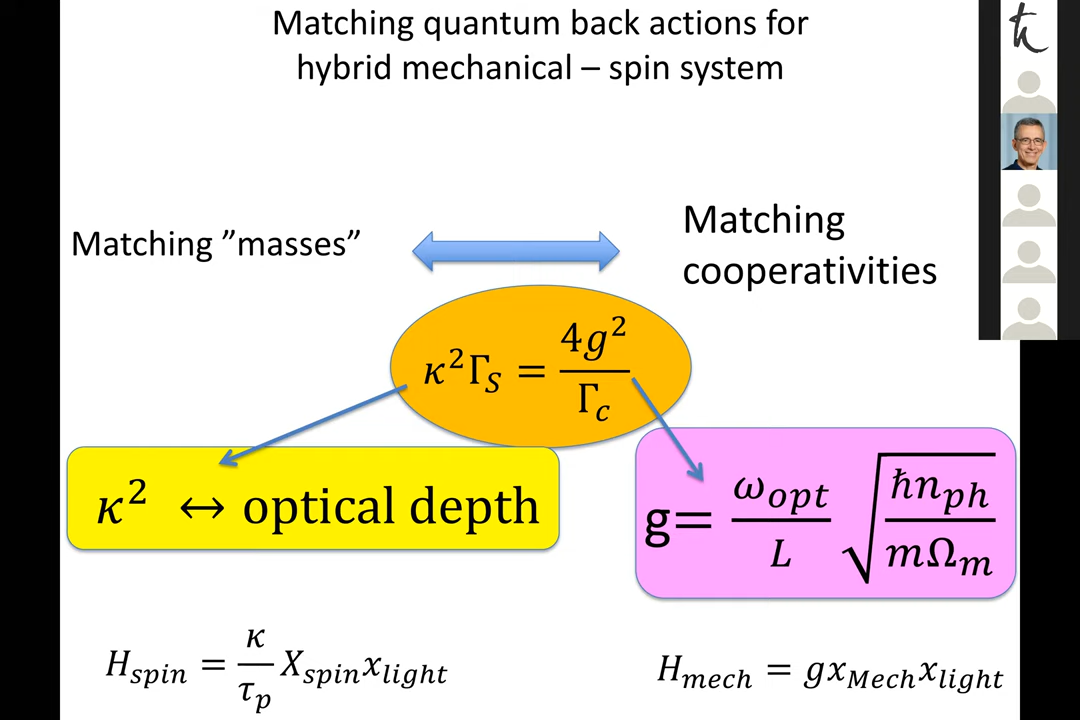 Matching quantum back actions for
hybrid mechanical – spin system
Matching ”masses”
Matching
cooperativities
κ²Γ_S = 4g²/Γ_c
κ² ↔ optical depth
g= ω_opt/L √(ħn_ph/mΩ_m)
H_spin = κ/τ_p X_spin x_light
H_mech = g x_Mech x_light